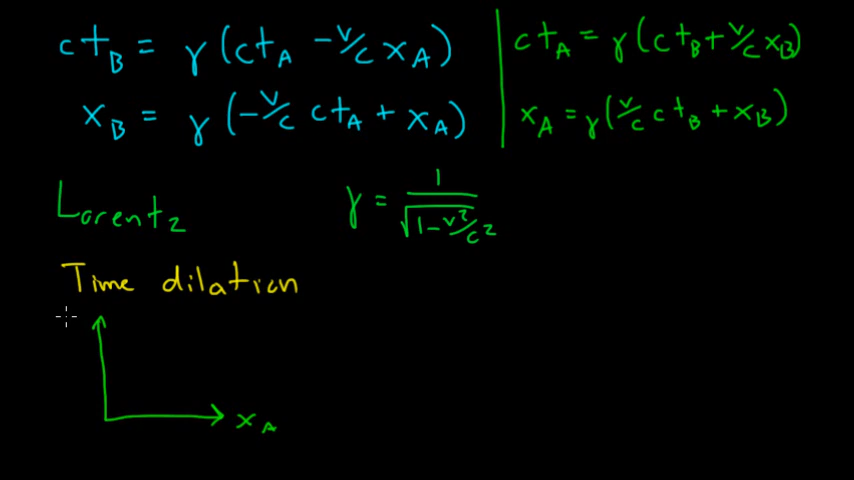 ct_B = γ(ct_A - v/c x_A)
x_B = γ(-v/c ct_A + x_A)
ct_A = γ(ct_B + v/c x_B)
x_A = γ(v/c ct_B + x_B)
Lorentz
γ = 1/√(1 - v²/c²)
Time dilation
x_A